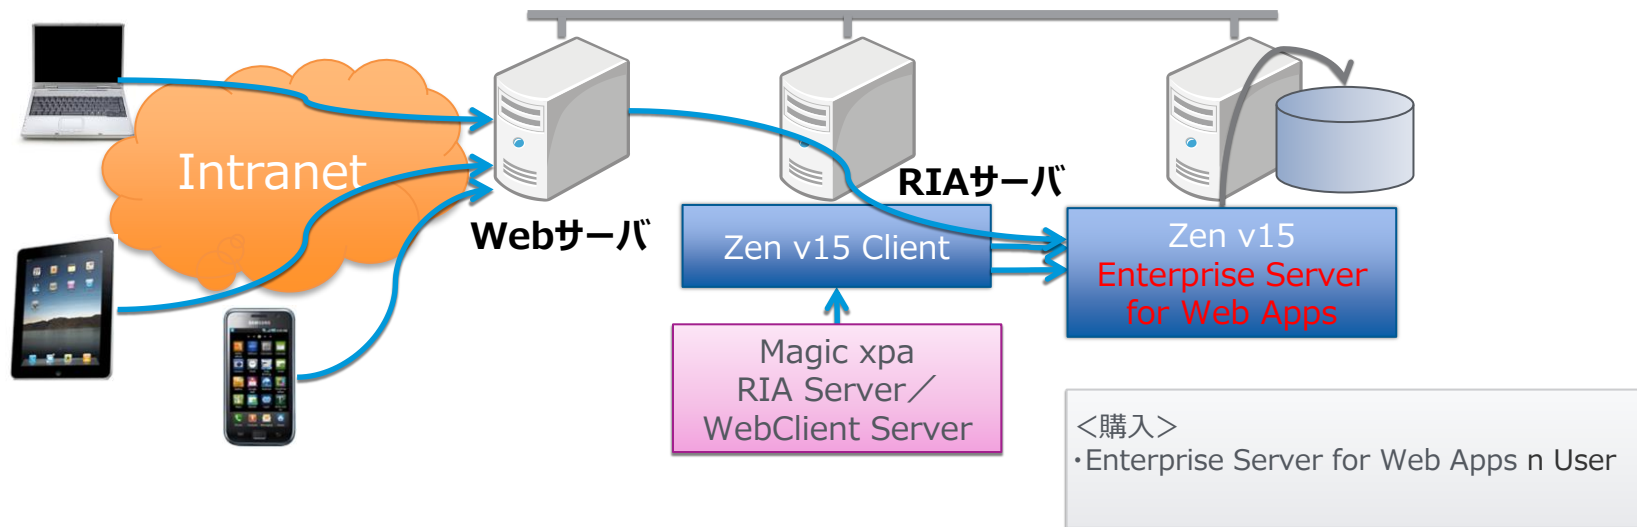 Intranet
Webサーバ
RIAサーバ
Zen v15 Client
Zen v15
Enterprise Server
for Web Apps
Magic xpa
RIA Server／
WebClient Server
＜購入＞
・Enterprise Server for Web Apps n User
SAMSUNG